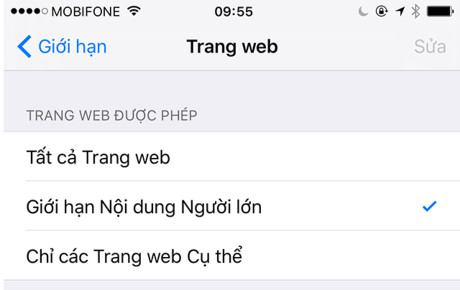 MOBIFONE 09:55
Giới hạn Trang web Sửa
TRANG WEB ĐƯỢC PHÉP
Tất cả Trang web
Giới hạn Nội dung Người lớn
Chỉ các Trang web Cụ thể